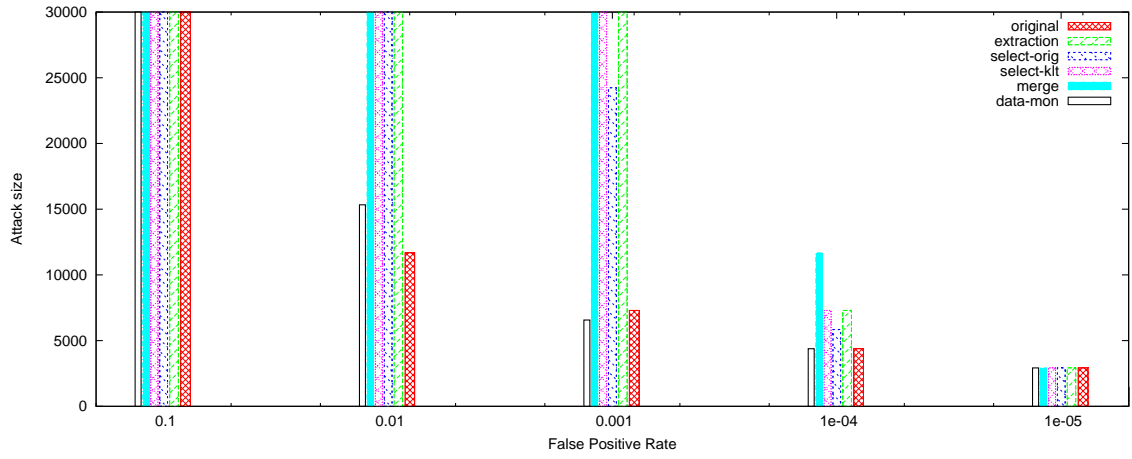 30000
25000
20000
15000
10000
5000
0
Attack size
original
extraction
select-orig
select-klt
merge
data-mon
0.1 0.01 0.001 1e-04 1e-05
False Positive Rate